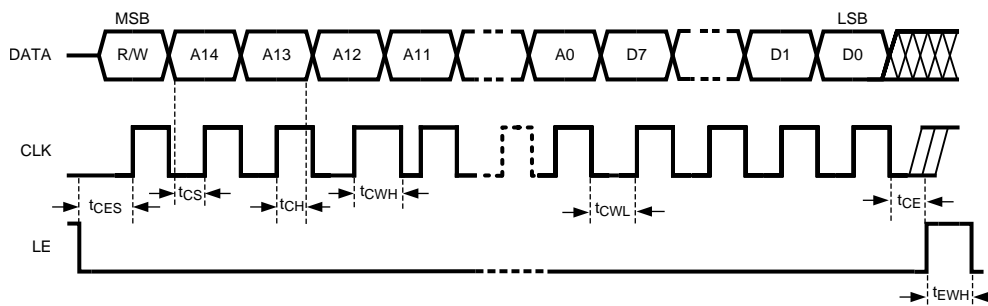 MSB LSB
DATA R/W A14 A13 A12 A11 A0 D7 D1 D0
CLK
tCES tCS tCH tCWH tCWL tCE
LE
tEWH